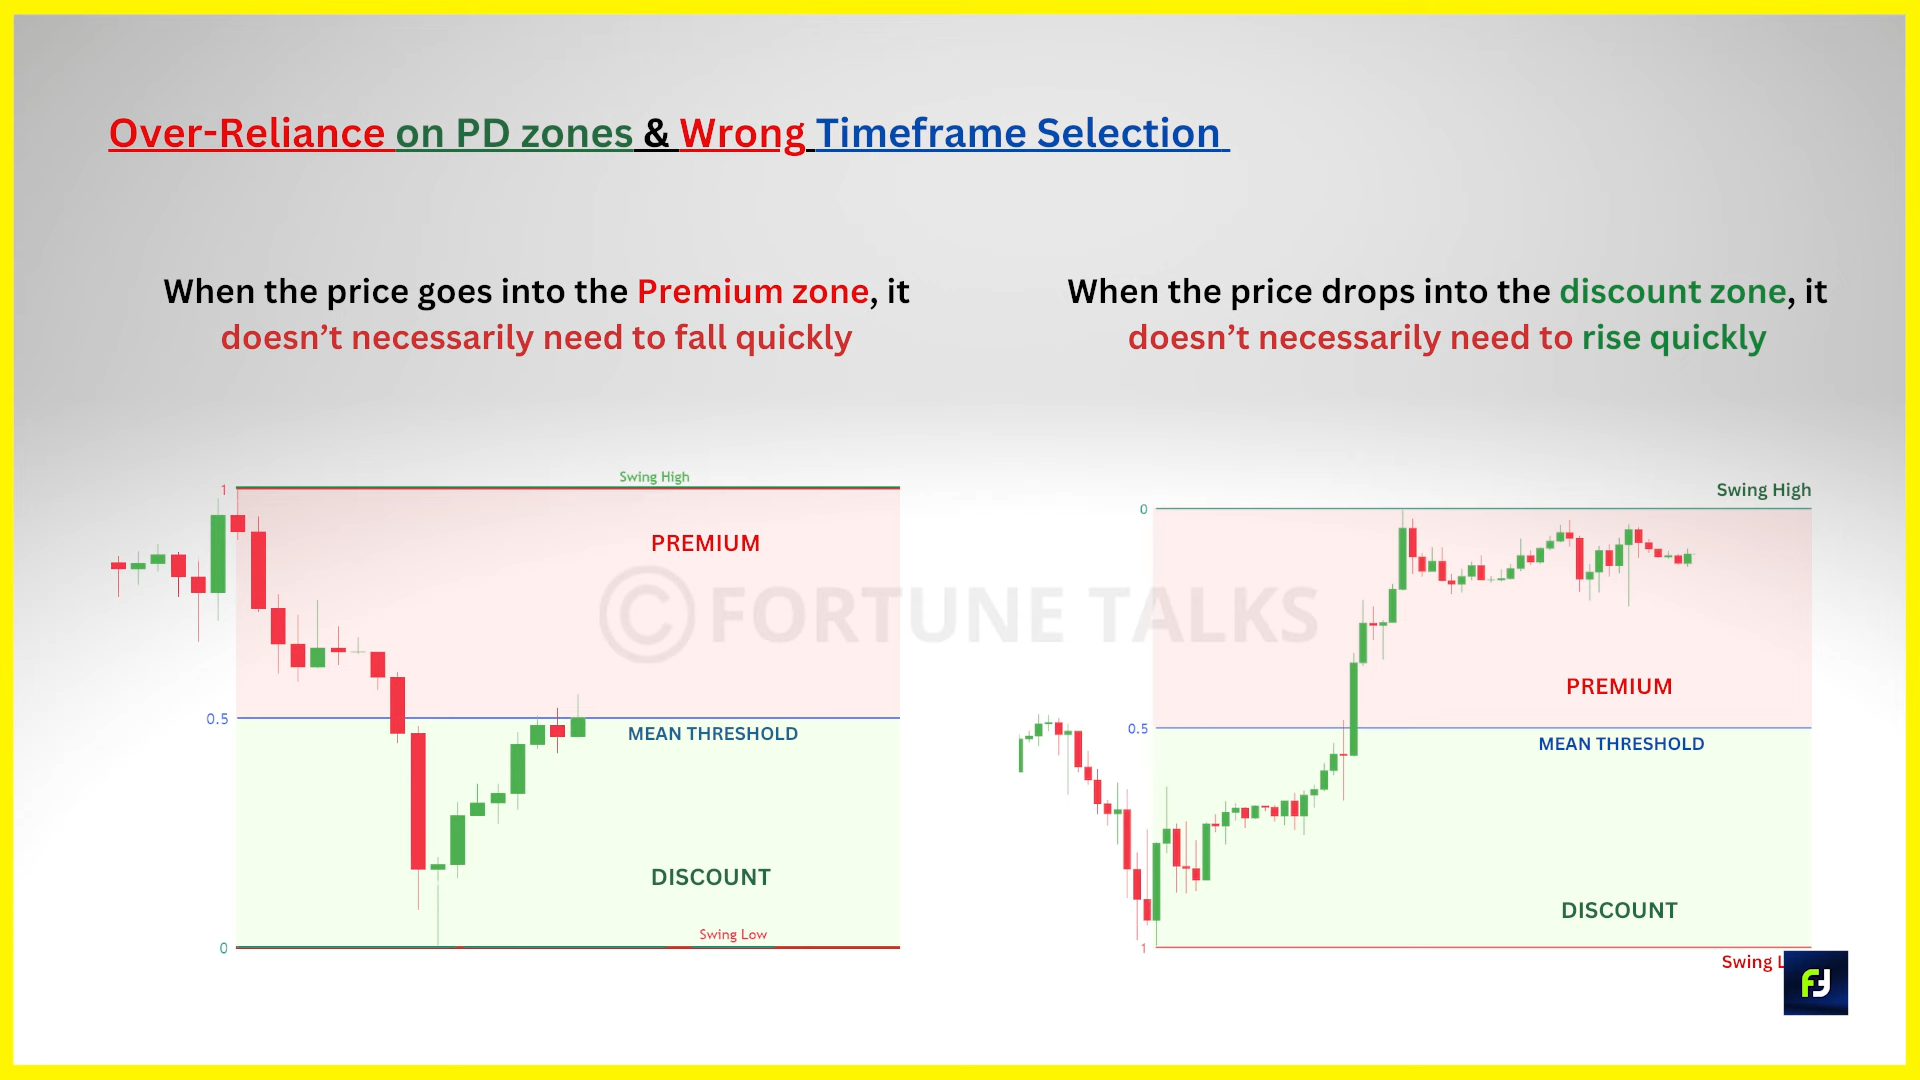 Over-Reliance on PD zones & Wrong Timeframe Selection
When the price goes into the Premium zone, it
doesn’t necessarily need to fall quickly
When the price drops into the discount zone, it
doesn’t necessarily need to rise quickly
Swing High
1
PREMIUM
0.5
MEAN THRESHOLD
DISCOUNT
Swing Low
0
Swing High
0
PREMIUM
0.5
MEAN THRESHOLD
DISCOUNT
1
Swing
© FORTUNE TALKS